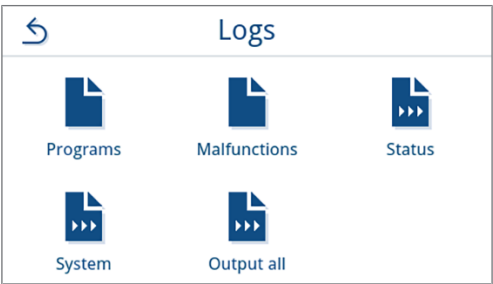 Logs
Programs
Malfunctions
Status
System
Output all